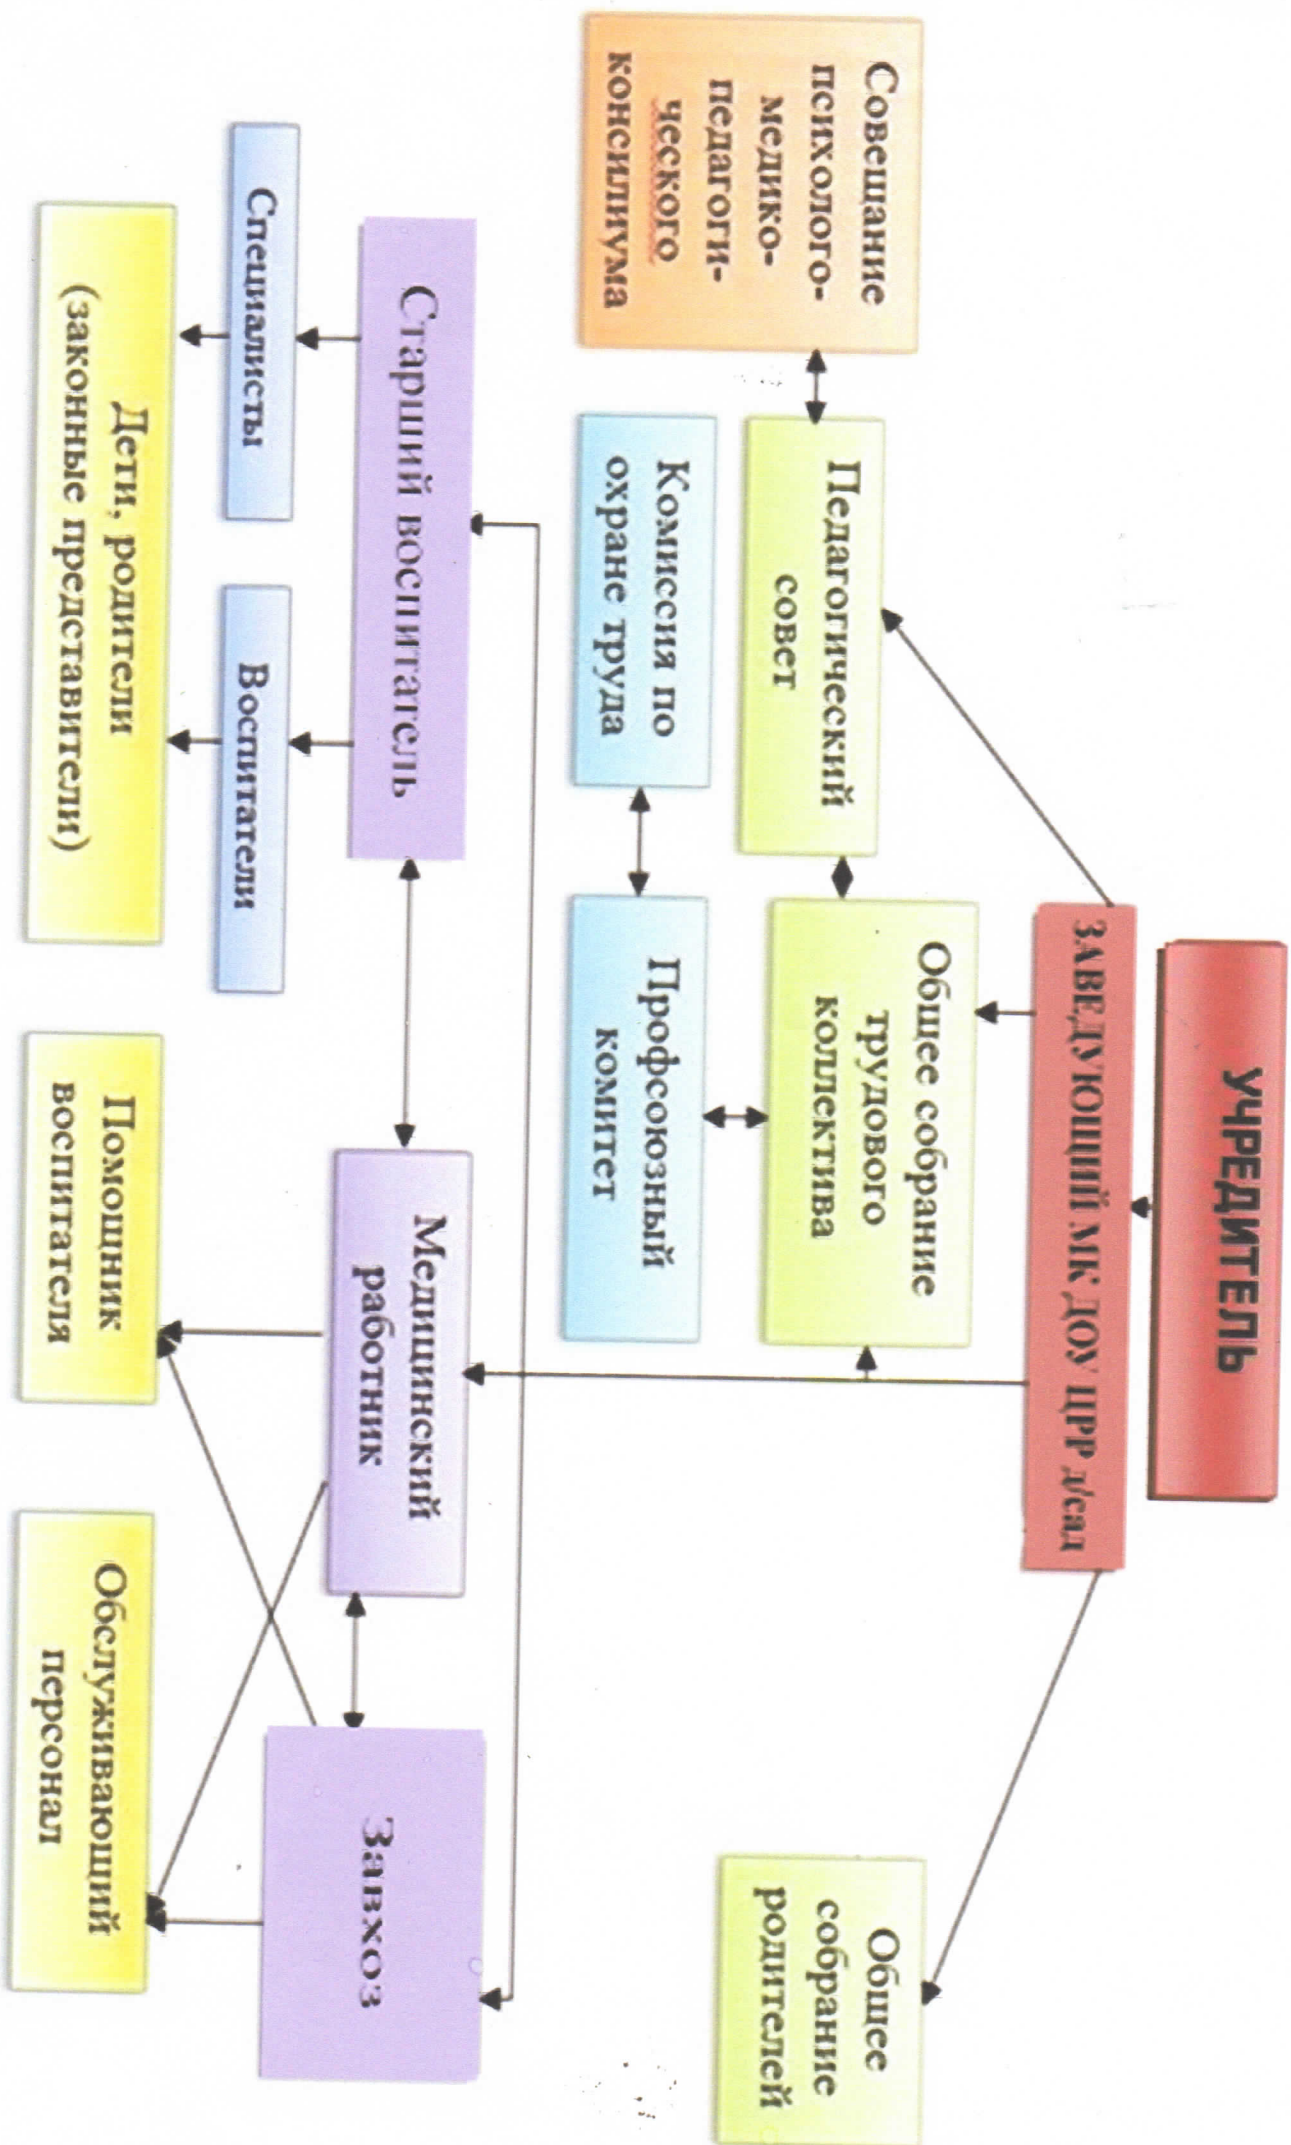 УЧРЕДИТЕЛЬ
ЗАВЕДУЮЩИЙ МК ДОУ ЦРР д/сад
Совещание
психолого-
медико-
педагоги-
ческого
консилиума
Педагогический
совет
Общее собрание
трудового
коллектива
Общее
собрание
родителей
Комиссия по
охране труда
Профсоюзный
комитет
Старший воспитатель
Медицинский
работник
Завхоз
Специалисты
Воспитатели
Дети, родители
(законные представители)
Помощник
воспитателя
Обслуживающий
персонал